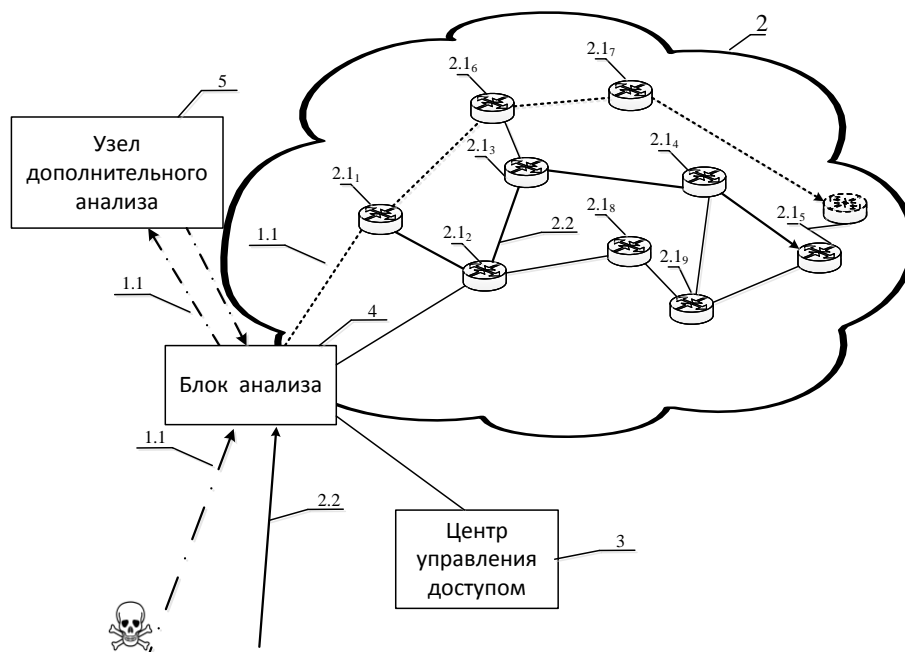 2
2.1₇
2.1₆
5
Узел
дополнительного
анализа
2.1₃
2.1₄
2.1₁
2.1₈
2.1₅
2.2
2.1₂
1.1
2.1₉
1.1
4
Блок анализа
1.1
2.2
Центр
управления
доступом
3